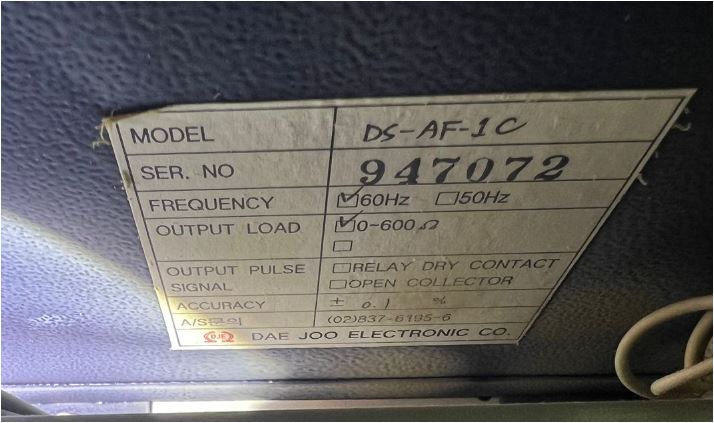 MODEL DS-AF-1C
SER. NO 947072
FREQUENCY ☑60Hz ☐50Hz
OUTPUT LOAD ☑0-600Ω
☐
OUTPUT PULSE ☐RELAY DRY CONTACT
SIGNAL ☐OPEN COLLECTOR
ACCURACY ± 0.1 %
A/S문의 (02)837-6195-6
DJE DAE JOO ELECTRONIC CO.